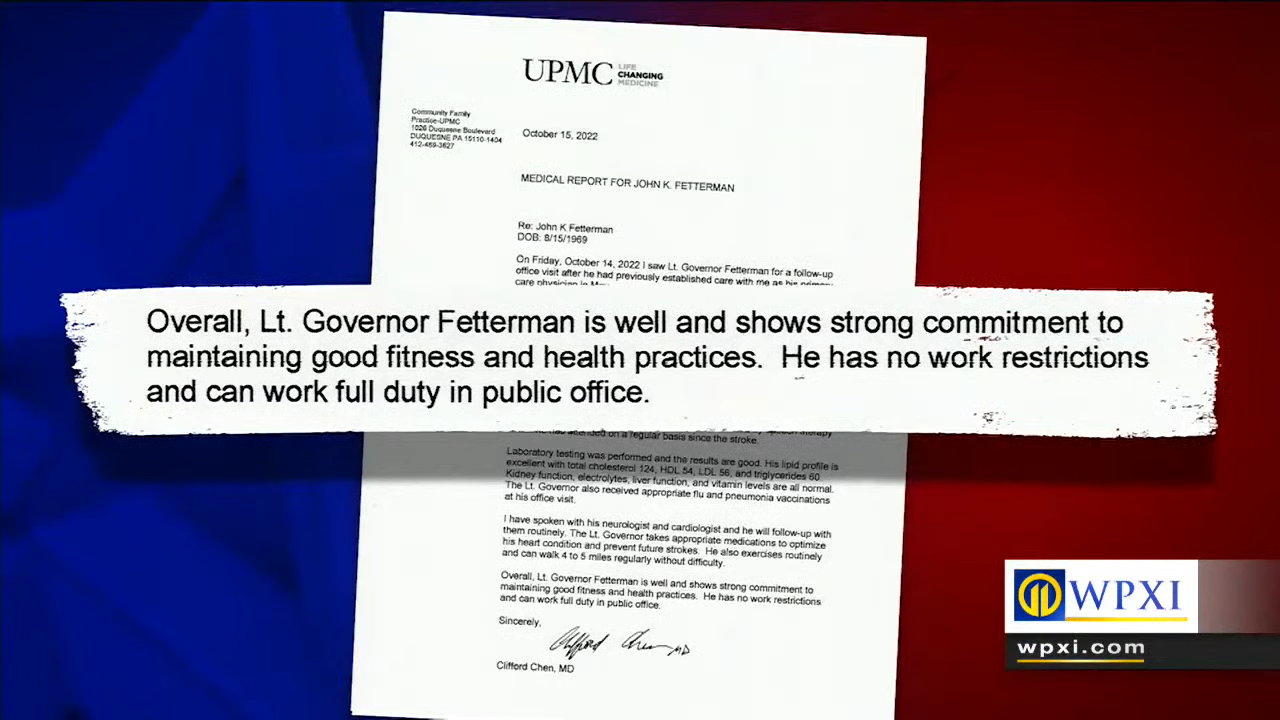 UPMC LIFE
CHANGING
MEDICINE
Community Family
Practice-UPMC
1026 Duquesne Boulevard
DUQUESNE PA 15110-1404
412-469-3627
October 15, 2022
MEDICAL REPORT FOR JOHN K. FETTERMAN
Re: John K Fetterman
DOB: 8/15/1969
On Friday, October 14, 2022 I saw Lt. Governor Fetterman for a follow-up
office visit after he had previously established care with me as his primary
care physician in
Overall, Lt. Governor Fetterman is well and shows strong commitment to
maintaining good fitness and health practices. He has no work restrictions
and can work full duty in public office.
attended on a regular basis since the stroke.
Laboratory testing was performed and the results are good. His lipid profile is
excellent with total cholesterol 124, HDL 54, LDL 56, and triglycerides 60.
Kidney function, electrolytes, liver function, and vitamin levels are all normal.
The Lt. Governor also received appropriate flu and pneumonia vaccinations
at his office visit.
I have spoken with his neurologist and cardiologist and he will follow-up with
them routinely. The Lt. Governor takes appropriate medications to optimize
his heart condition and prevent future strokes. He also exercises routinely
and can walk 4 to 5 miles regularly without difficulty.
Overall, Lt. Governor Fetterman is well and shows strong commitment to
maintaining good fitness and health practices. He has no work restrictions
and can work full duty in public office.
Sincerely,
Clifford Chen MD
Clifford Chen, MD
11 WPXI
wpxi.com